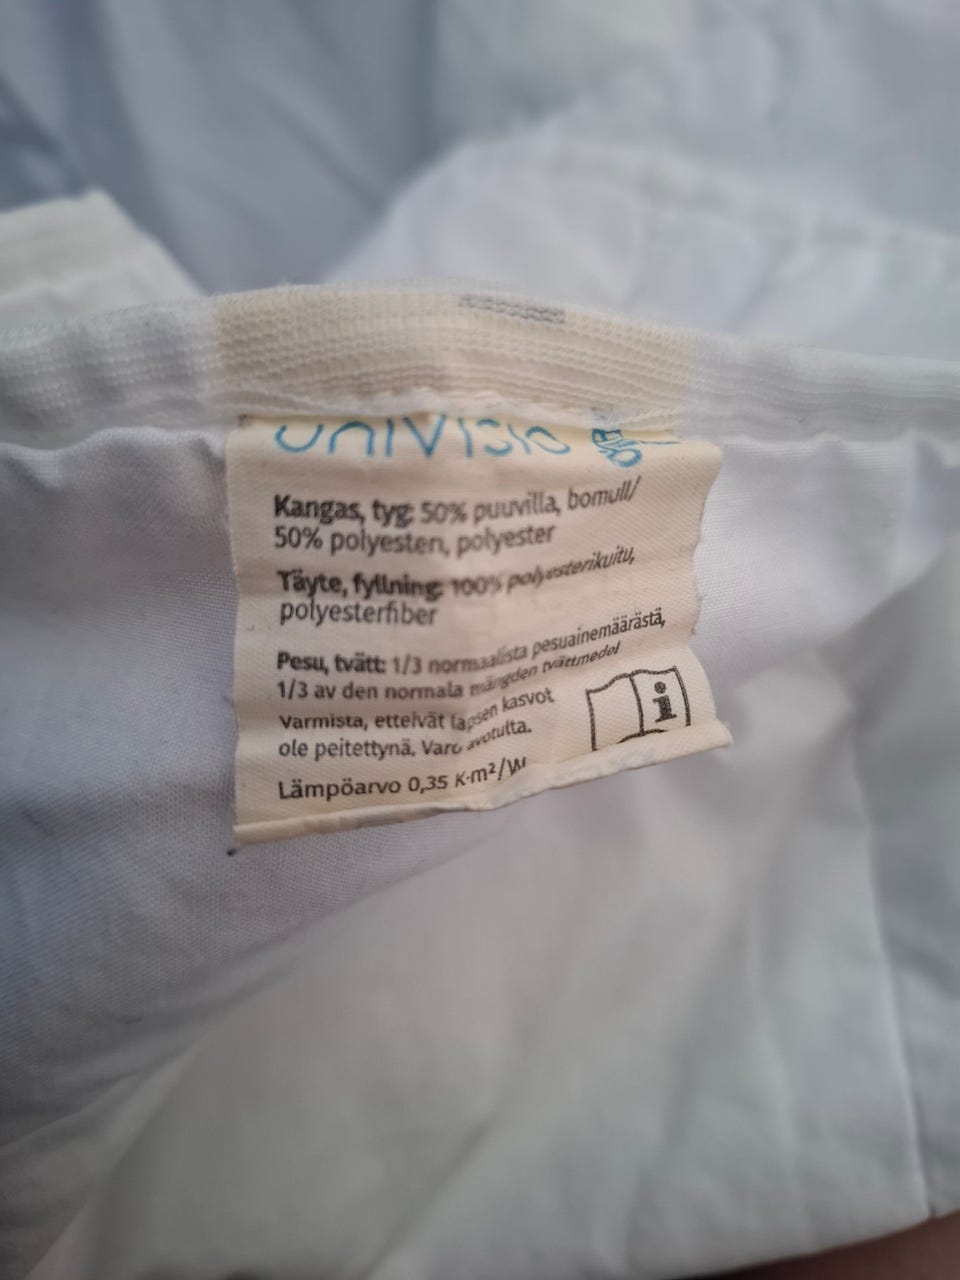 univisio
Kangas, tyg: 50% puuvilla, bomull/
50% polyesteri, polyester
Täyte, fyllning: 100% polyesterikuitu,
polyesterfiber
Pesu, tvätt: 1/3 normaalista pesuainemäärästä,
1/3 av den normala mängden tvättmedel
Varmista, etteivät lapsen kasvot
ole peitettynä. Varo avotulta.
Lämpöarvo 0,35 K·m²/W
i